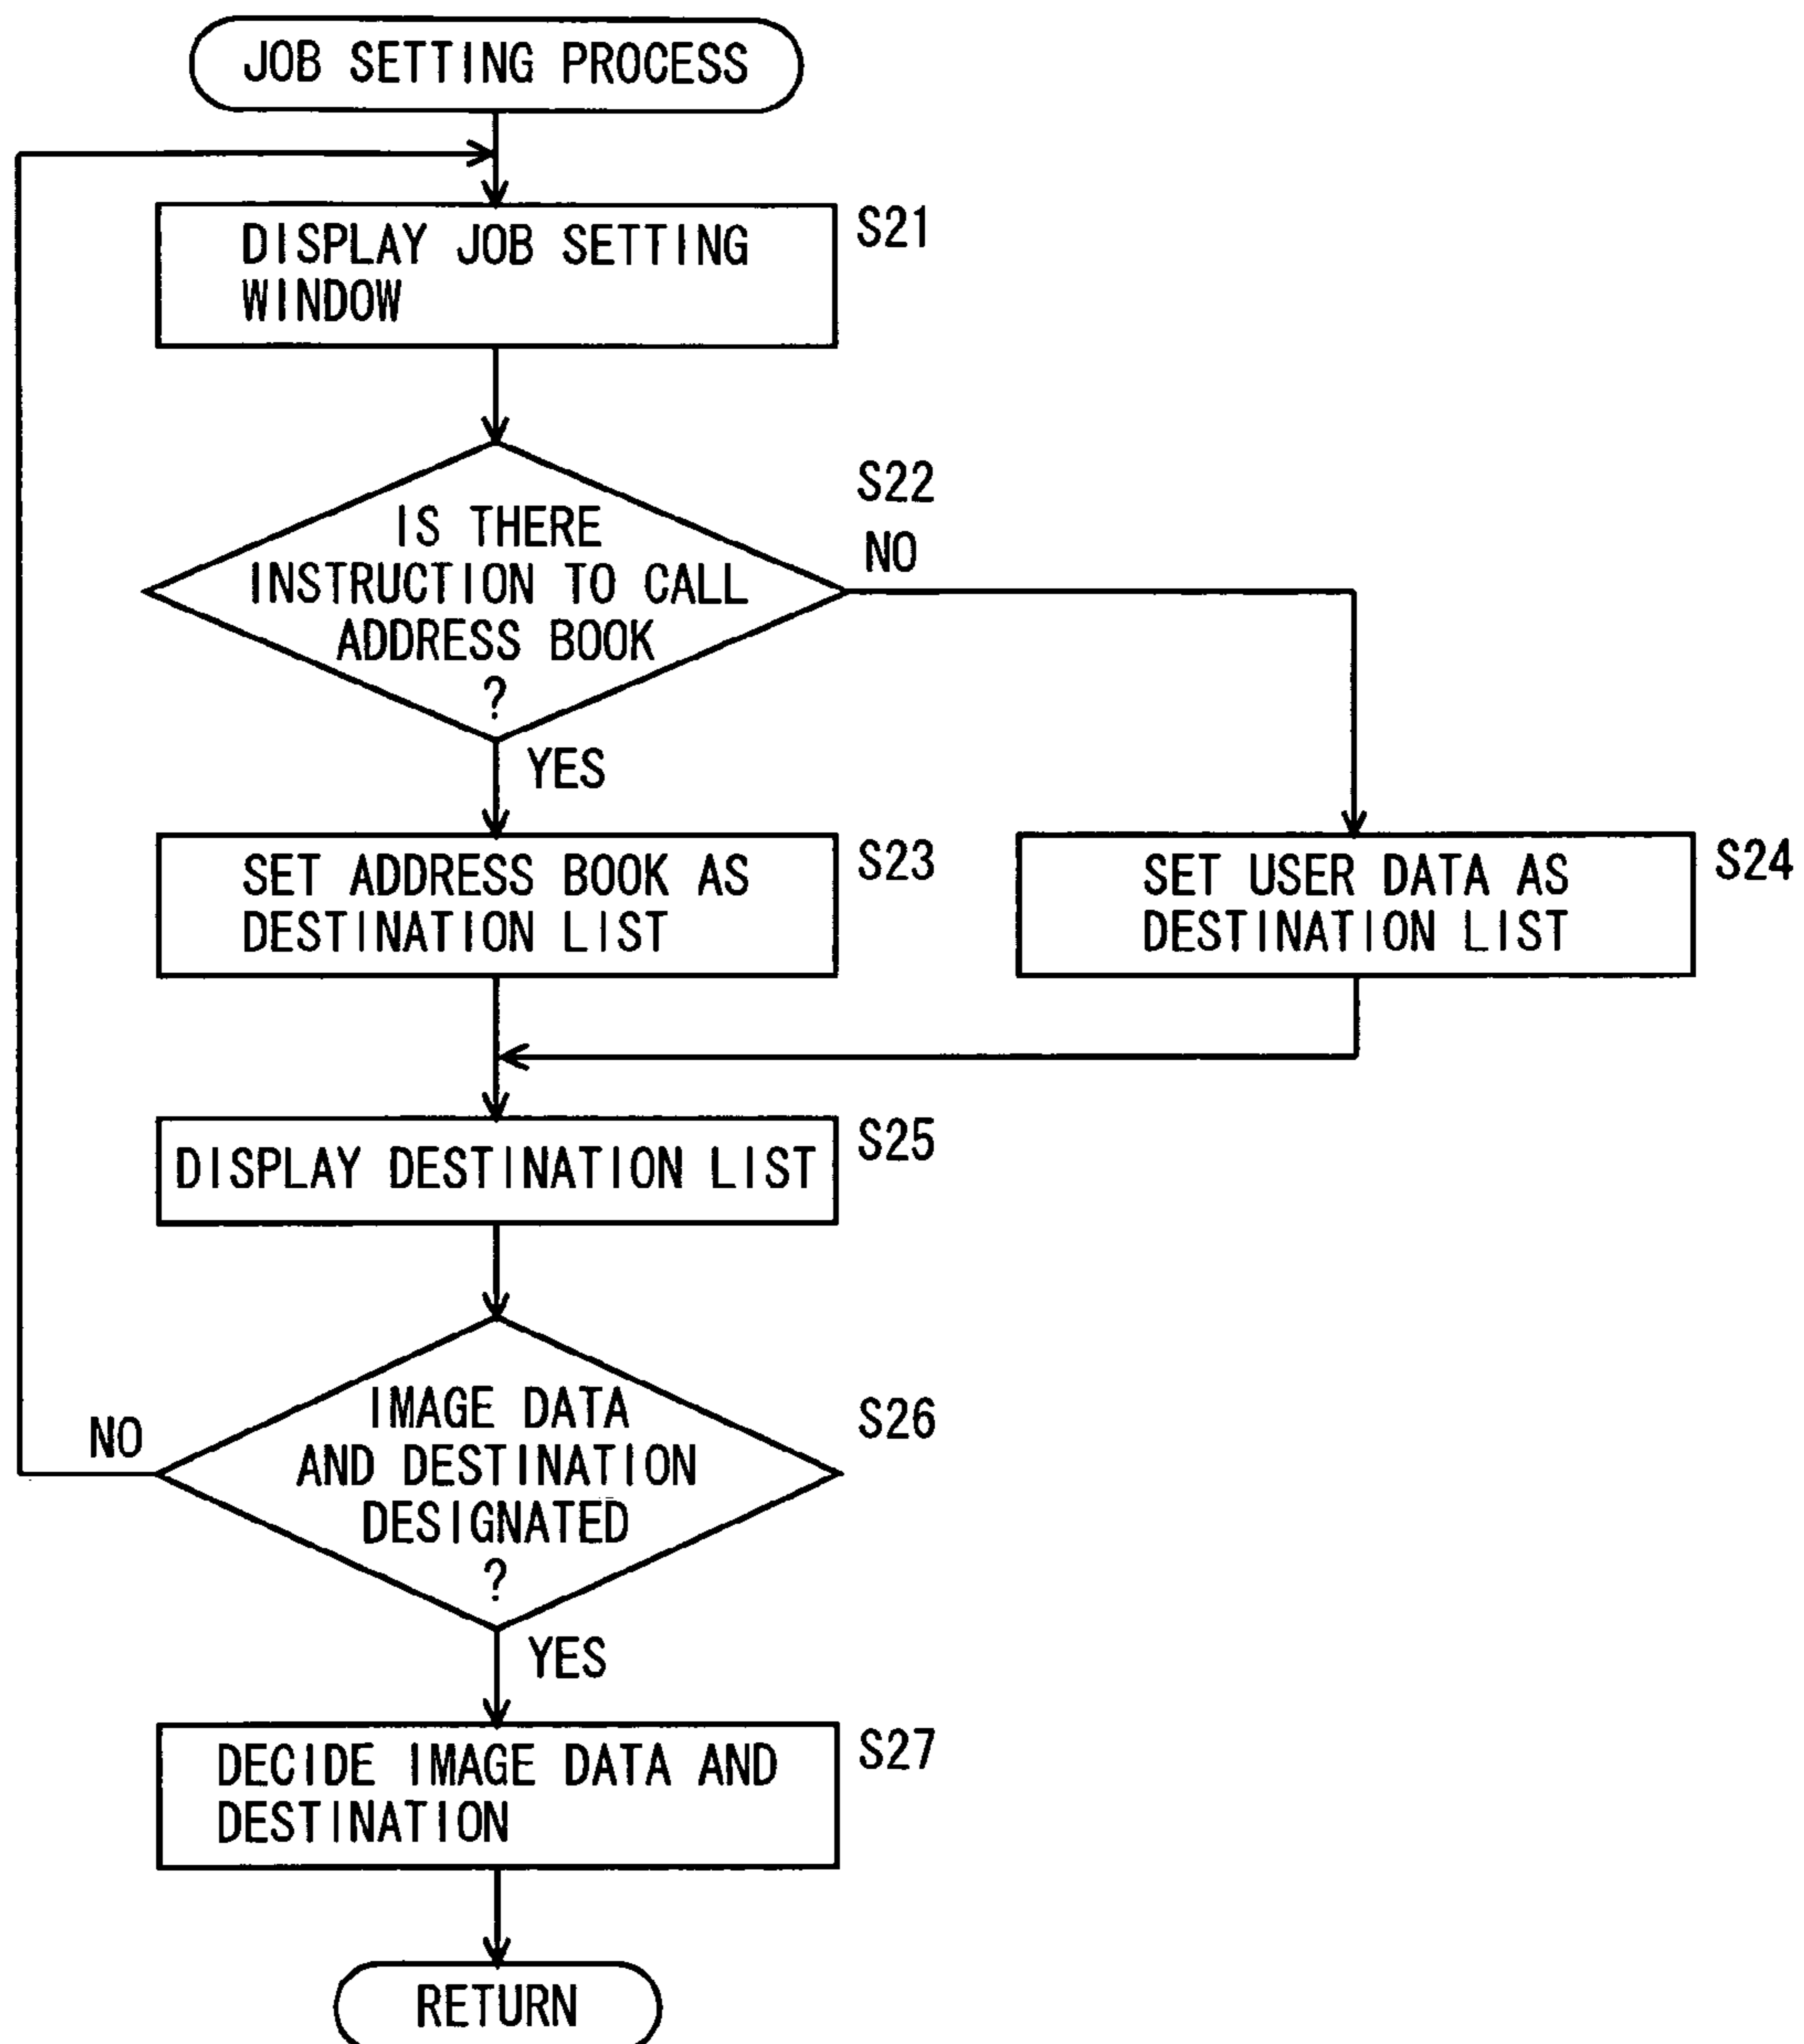 JOB SETTING PROCESS
DISPLAY JOB SETTING
WINDOW
S21
S22
IS THERE
INSTRUCTION TO CALL
ADDRESS BOOK
?
NO
YES
SET ADDRESS BOOK AS
DESTINATION LIST
S23
SET USER DATA AS
DESTINATION LIST
S24
DISPLAY DESTINATION LIST
S25
IMAGE DATA
AND DESTINATION
DESIGNATED
?
S26
NO
YES
DECIDE IMAGE DATA AND
DESTINATION
S27
RETURN